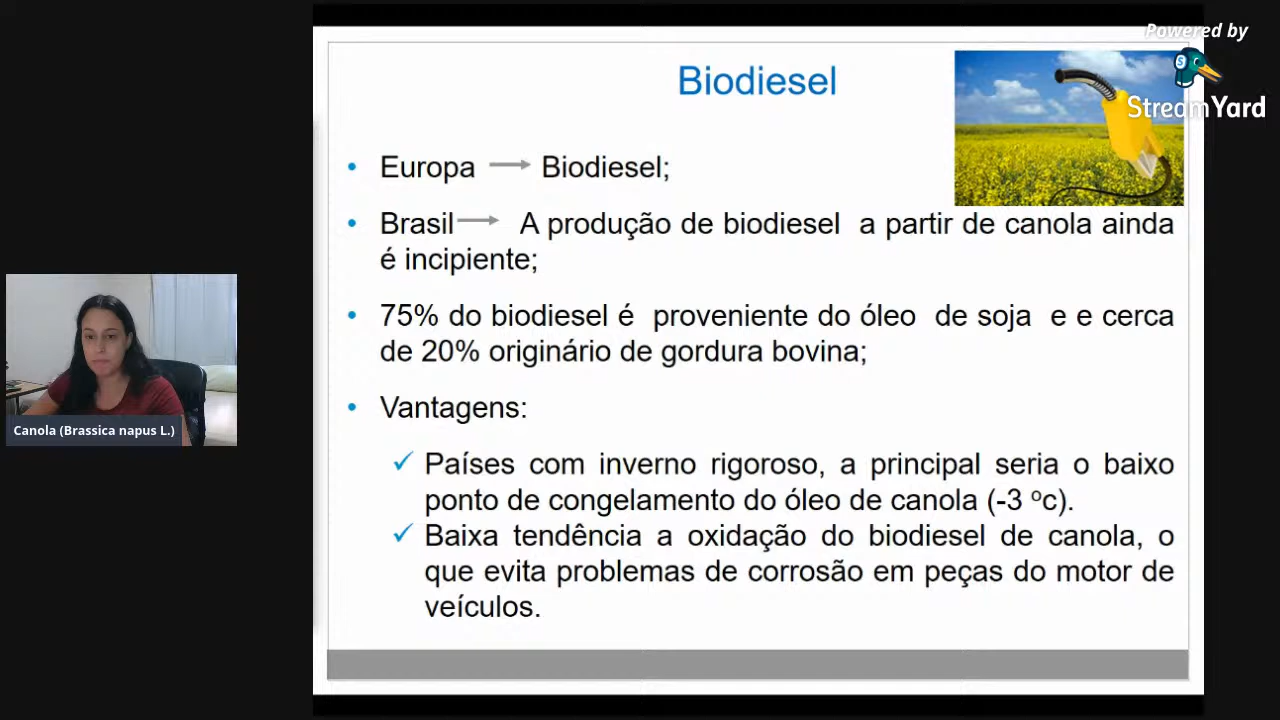 Powered by
StreamYard
Biodiesel
• Europa → Biodiesel;
• Brasil → A produção de biodiesel a partir de canola ainda
é incipiente;
• 75% do biodiesel é proveniente do óleo de soja e e cerca
de 20% originário de gordura bovina;
• Vantagens:
✓ Países com inverno rigoroso, a principal seria o baixo
ponto de congelamento do óleo de canola (-3 ºc).
✓ Baixa tendência a oxidação do biodiesel de canola, o
que evita problemas de corrosão em peças do motor de
veículos.
Canola (Brassica napus L.)